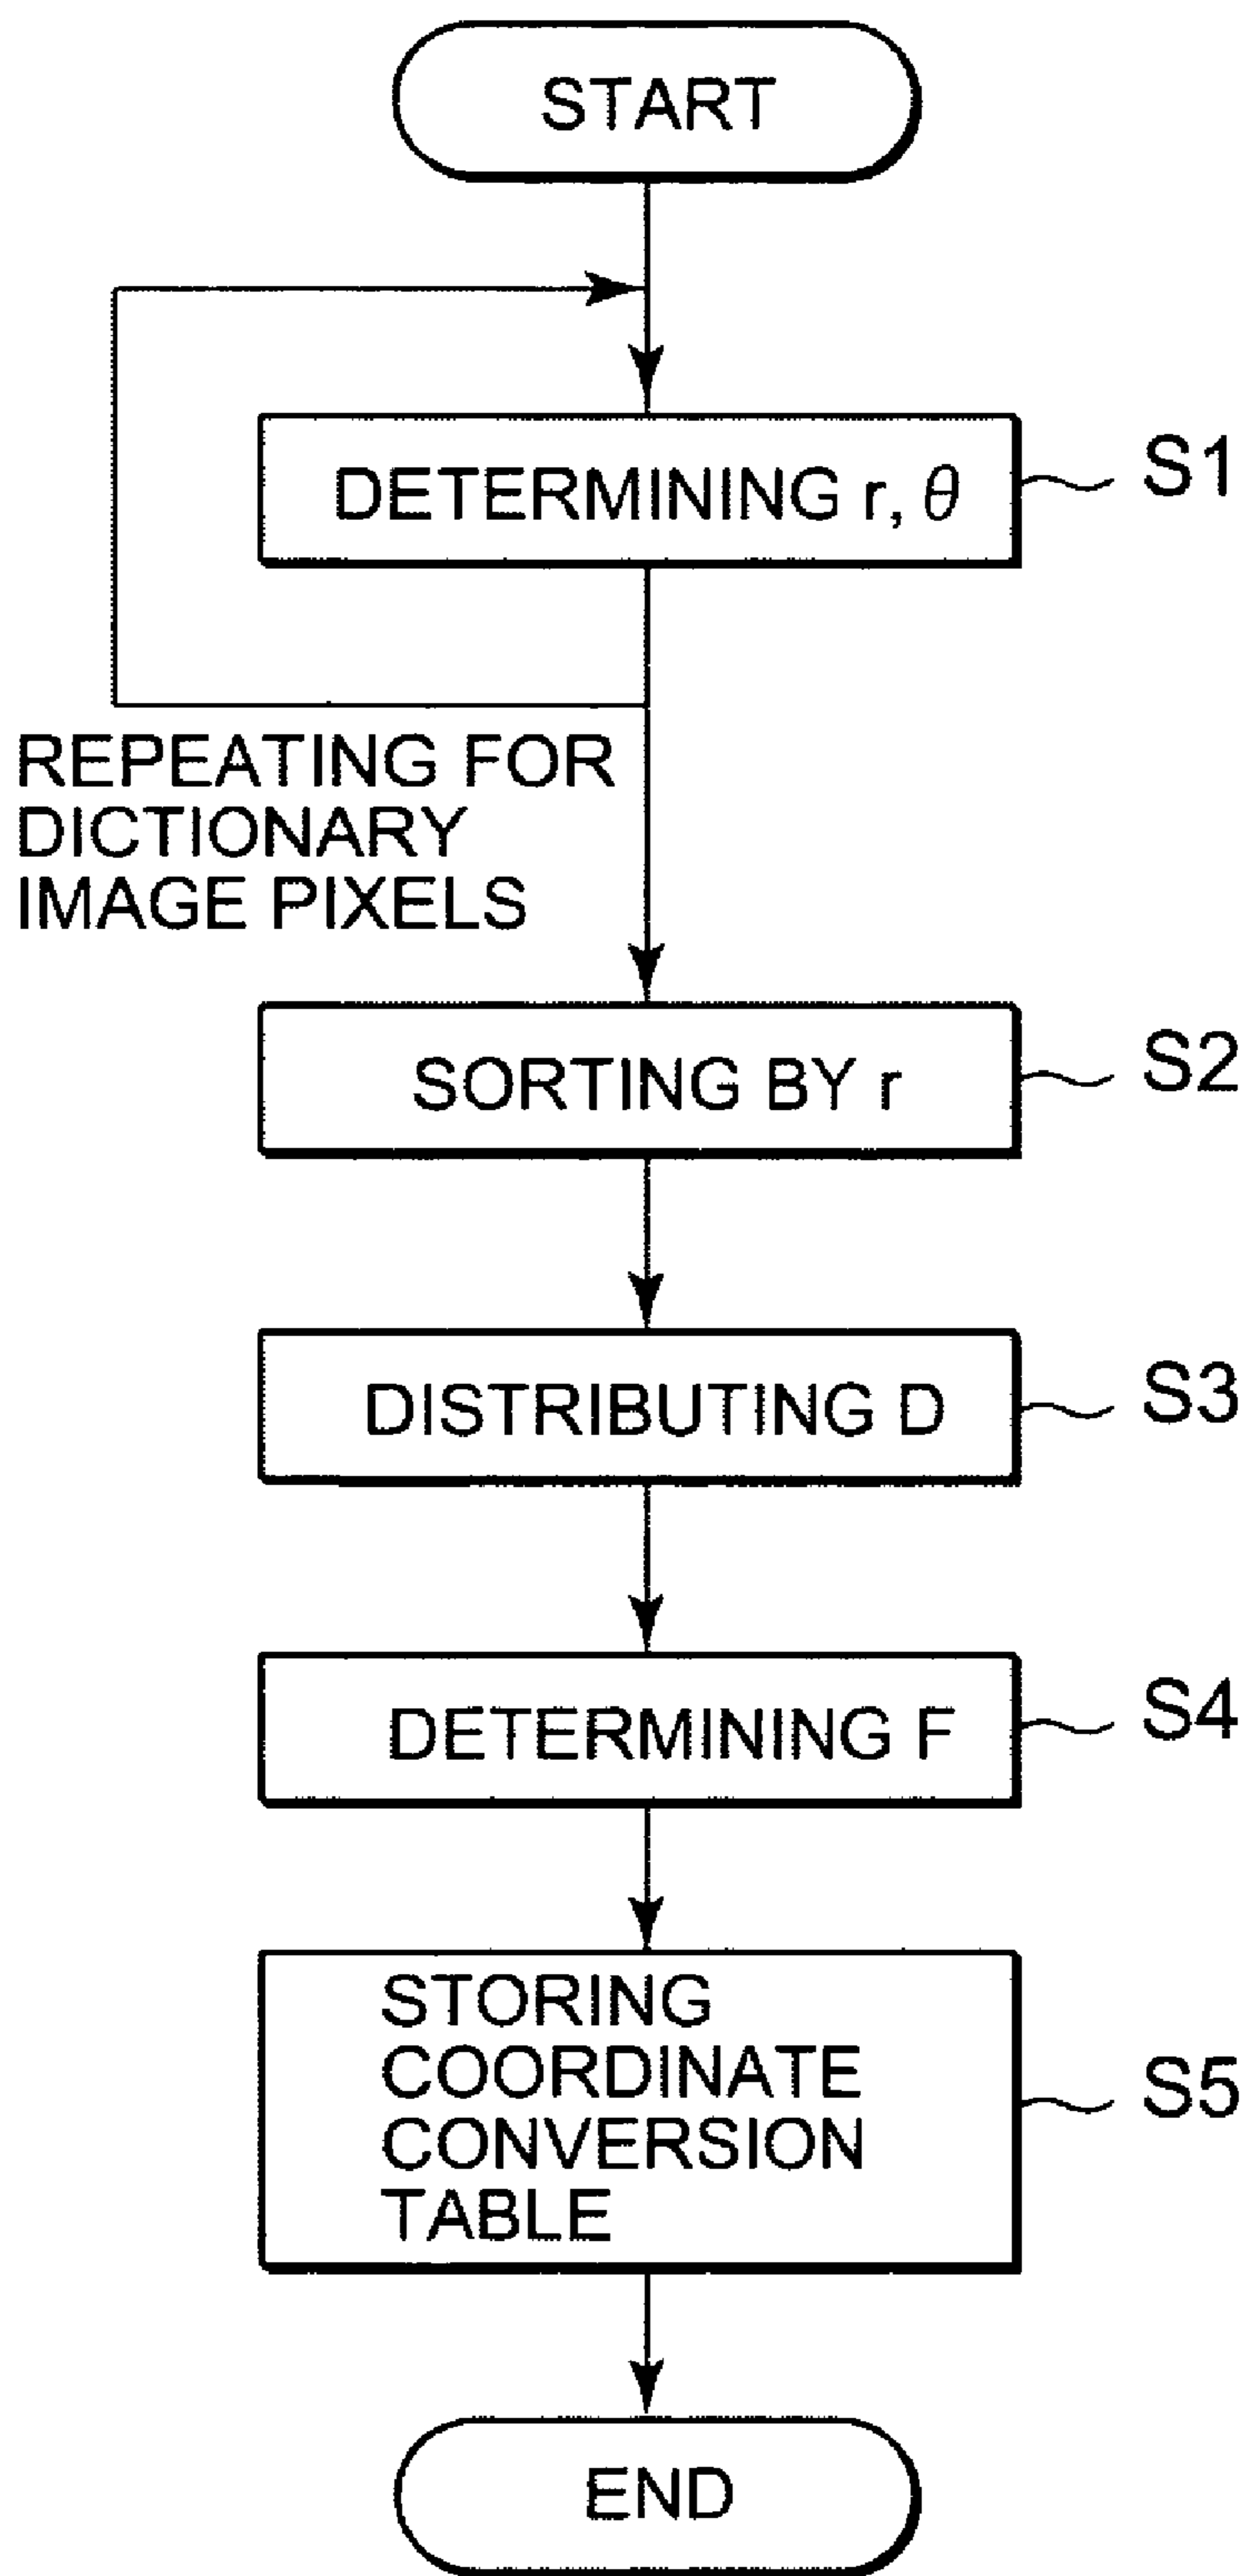 START
DETERMINING r, θ
S1
REPEATING FOR
DICTIONARY
IMAGE PIXELS
SORTING BY r
S2
DISTRIBUTING D
S3
DETERMINING F
S4
STORING
COORDINATE
CONVERSION
TABLE
S5
END